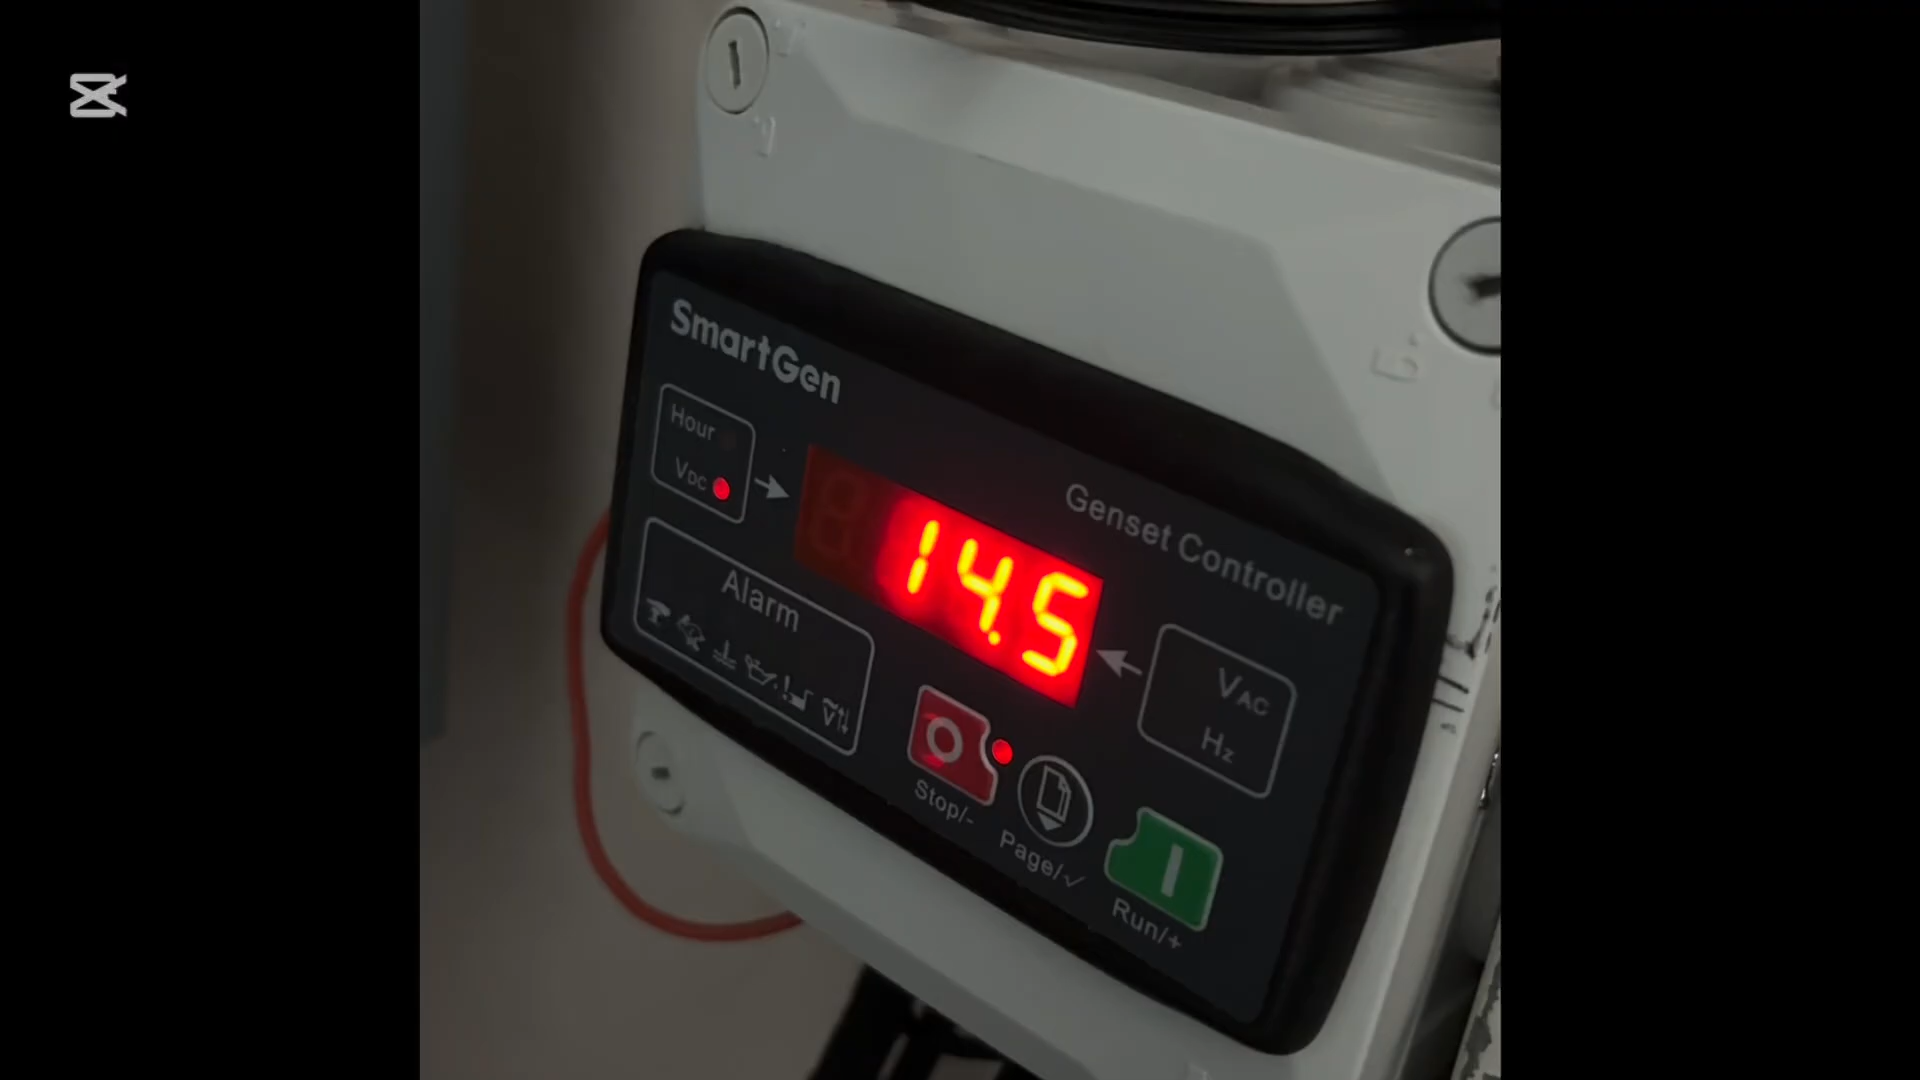 SmartGen
Hour
VDC
Genset Controller
14.5
Alarm
VAC
Hz
Stop/-
Page/✓
Run/+